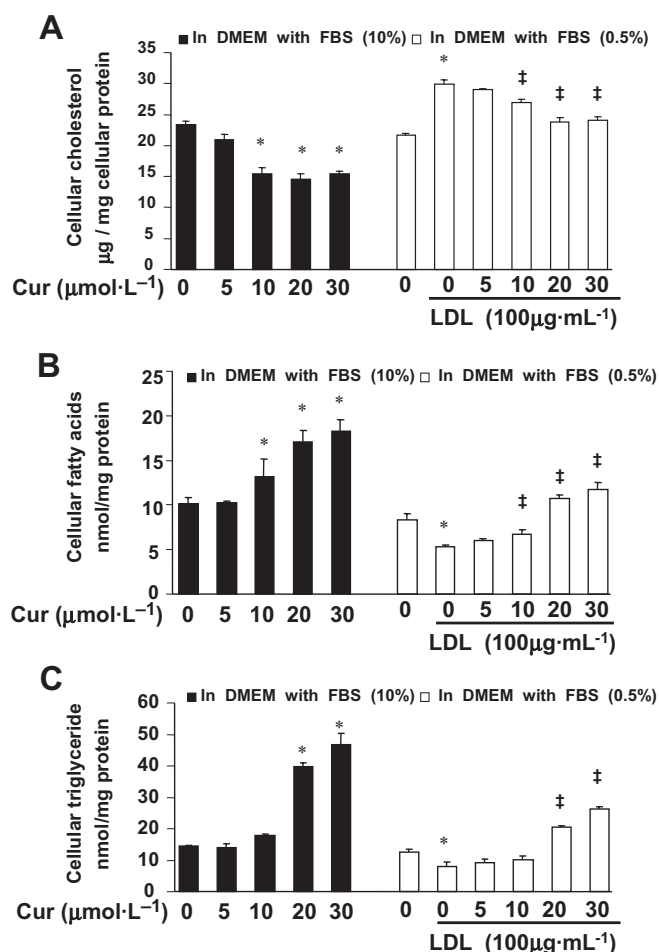 A
■ In DMEM with FBS (10%) □ In DMEM with FBS (0.5%)
Cellular cholesterol
µg / mg cellular protein
35
30
25
20
15
10
5
0
* * * * ‡ ‡ ‡
Cur (µmol·L⁻¹) 0 5 10 20 30 0 0 5 10 20 30
LDL (100µg·mL⁻¹)
B
■ In DMEM with FBS (10%) □ In DMEM with FBS (0.5%)
Cellular fatty acids
nmol/mg protein
25
20
15
10
5
0
* * * * ‡ ‡ ‡
Cur (µmol·L⁻¹) 0 5 10 20 30 0 0 5 10 20 30
LDL (100µg·mL⁻¹)
C
■ In DMEM with FBS (10%) □ In DMEM with FBS (0.5%)
Cellular triglyceride
nmol/mg protein
60
50
40
30
20
10
0
* * * ‡ ‡
Cur (µmol·L⁻¹) 0 5 10 20 30 0 0 5 10 20 30
LDL (100µg·mL⁻¹)